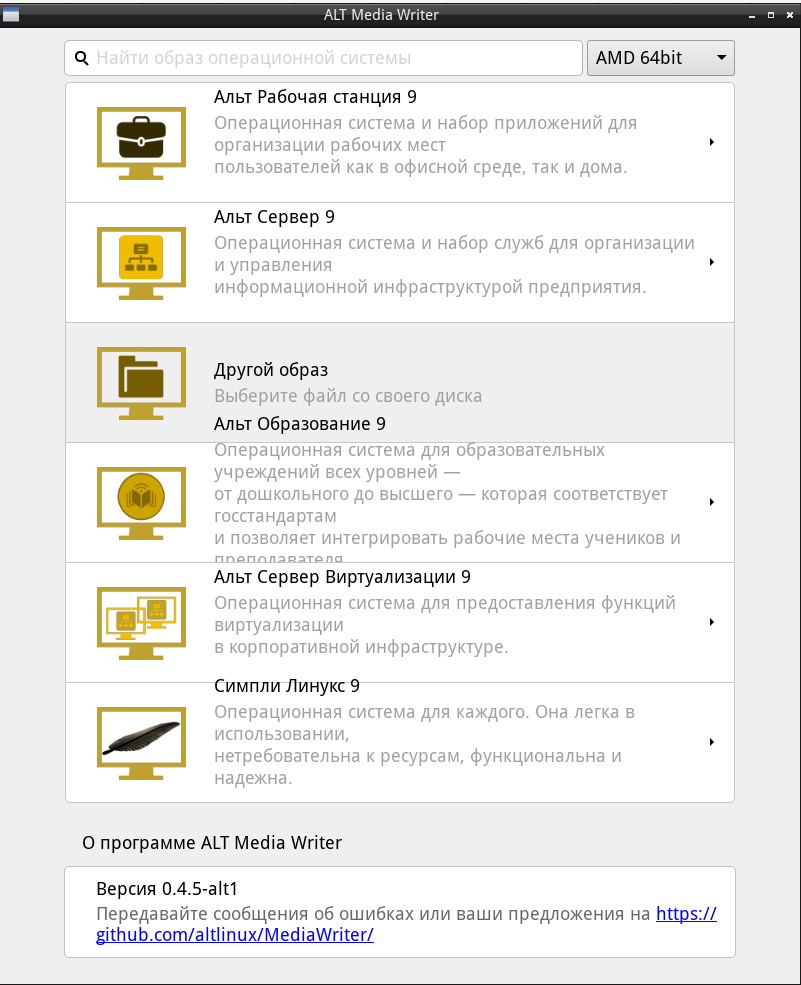 ALT Media Writer
Найти образ операционной системы
AMD 64bit
Альт Рабочая станция 9
Операционная система и набор приложений для
организации рабочих мест
пользователей как в офисной среде, так и дома.
Альт Сервер 9
Операционная система и набор служб для организации
и управления
информационной инфраструктурой предприятия.
Другой образ
Выберите файл со своего диска
Альт Образование 9
Операционная система для образовательных
учреждений всех уровней —
от дошкольного до высшего — которая соответствует
госстандартам
и позволяет интегрировать рабочие места учеников и
преподавателя
Альт Сервер Виртуализации 9
Операционная система для предоставления функций
виртуализации
в корпоративной инфраструктуре.
Симпли Линукс 9
Операционная система для каждого. Она легка в
использовании,
нетребовательна к ресурсам, функциональна и
надежна.
О программе ALT Media Writer
Версия 0.4.5-alt1
Передавайте сообщения об ошибках или ваши предложения на https://
github.com/altlinux/MediaWriter/